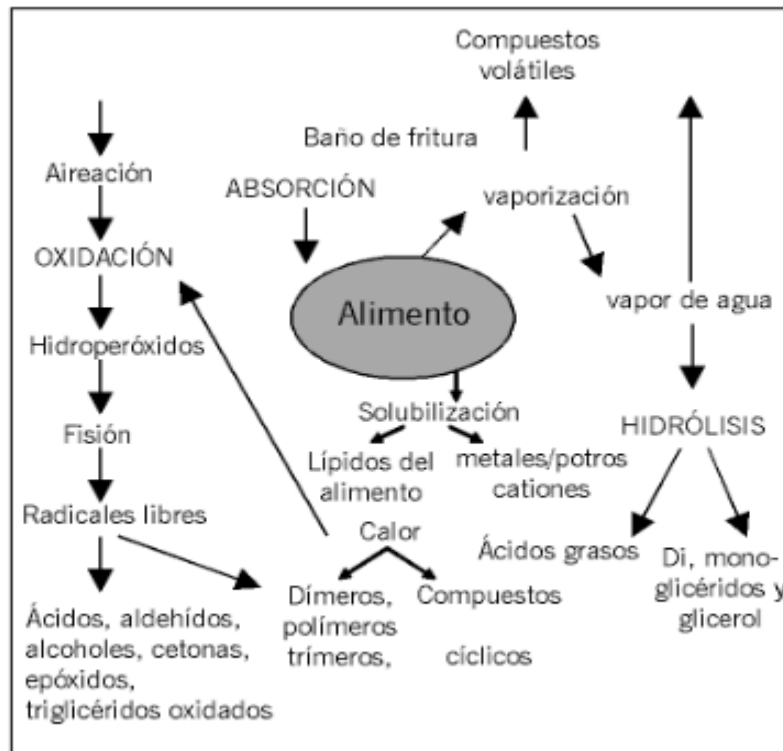 Compuestos
volátiles
Baño de fritura
Aireación
ABSORCIÓN
vaporización
OXIDACIÓN
Alimento
vapor de agua
Hidroperóxidos
Solubilización
HIDRÓLISIS
Fisión
Lípidos del
alimento
metales/potros
cationes
Radicales libres
Calor
Ácidos grasos
Di, mono-
glicéridos y
glicerol
Dímeros,
polímeros
trímeros,
Compuestos
cíclicos
Ácidos, aldehídos,
alcoholes, cetonas,
epóxidos,
triglicéridos oxidados